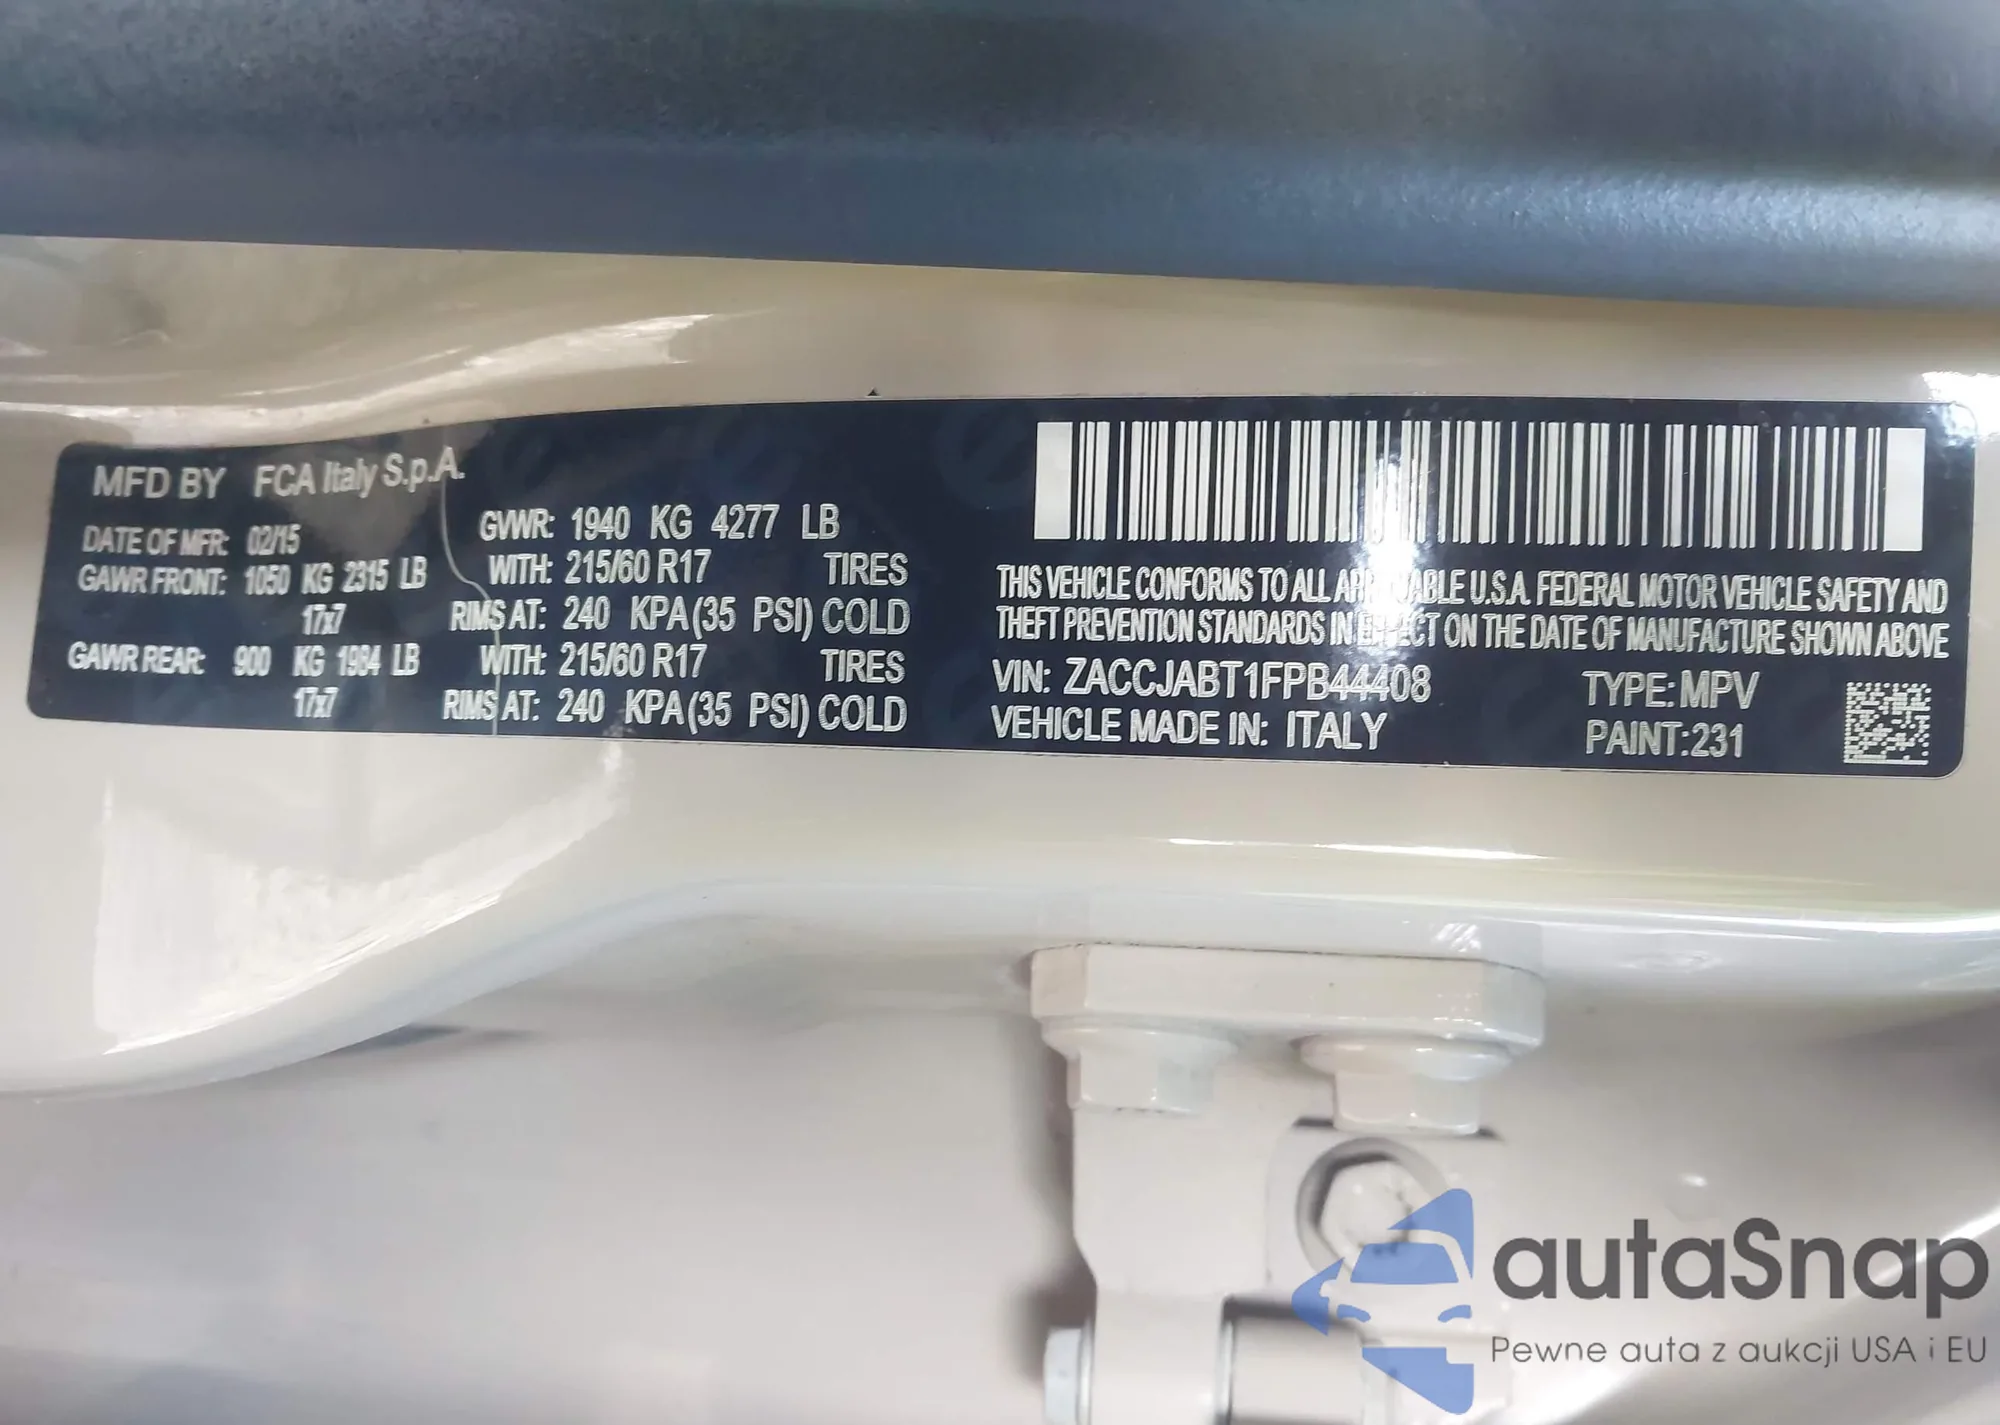 MFD BY FCA Italy S.p.A.
DATE OF MFR: 02/15
GAWR FRONT: 1050 KG 2315 LB
17x7
GAWR REAR: 900 KG 1984 LB
17x7
GVWR: 1940 KG 4277 LB
WITH: 215/60 R17 TIRES
RIMS AT: 240 KPA (35 PSI) COLD
WITH: 215/60 R17 TIRES
RIMS AT: 240 KPA (35 PSI) COLD
THIS VEHICLE CONFORMS TO ALL APPLICABLE U.S.A. FEDERAL MOTOR VEHICLE SAFETY AND
THEFT PREVENTION STANDARDS IN EFFECT ON THE DATE OF MANUFACTURE SHOWN ABOVE
VIN: ZACCJABT1FPB44408 TYPE: MPV
VEHICLE MADE IN: ITALY PAINT: 231
autaSnap
Pewne auta z aukcji USA i EU